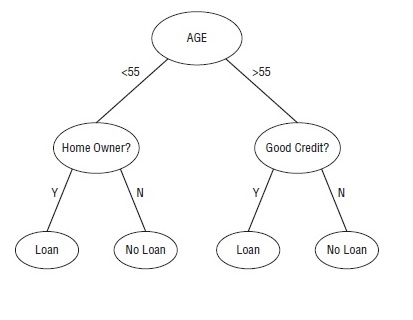 AGE
<55
>55
Home Owner?
Good Credit?
Y
N
Y
N
Loan
No Loan
Loan
No Loan